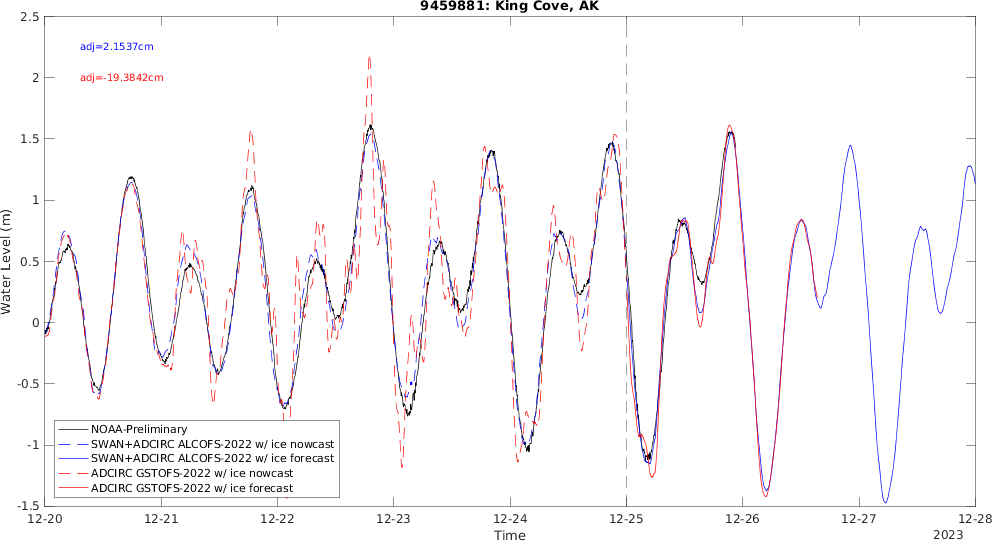 9459881: King Cove, AK
adj=2.1537cm
adj=-19.3842cm
Water Level (m)
2.5
2
1.5
1
0.5
0
-0.5
-1
-1.5
NOAA-Preliminary
SWAN+ADCIRC ALCOFS-2022 w/ ice nowcast
SWAN+ADCIRC ALCOFS-2022 w/ ice forecast
ADCIRC GSTOFS-2022 w/ ice nowcast
ADCIRC GSTOFS-2022 w/ ice forecast
12-20 12-21 12-22 12-23 12-24 12-25 12-26 12-27 12-28
Time
2023